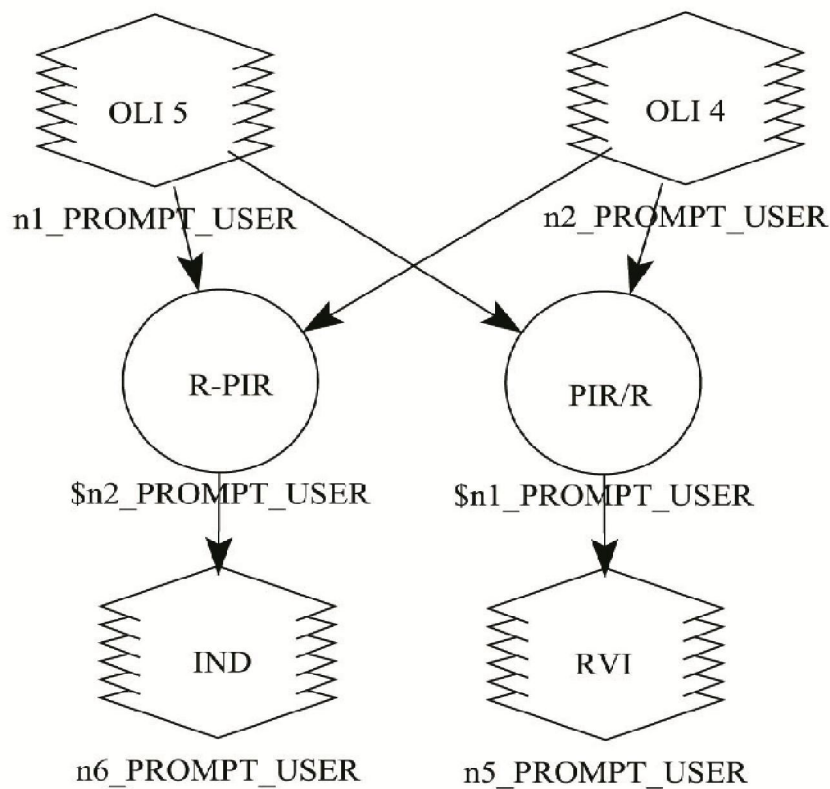 OLI 5
OLI 4
n1_PROMPT_USER
n2_PROMPT_USER
R-PIR
PIR/R
$n2_PROMPT_USER
$n1_PROMPT_USER
IND
RVI
n6_PROMPT_USER
n5_PROMPT_USER